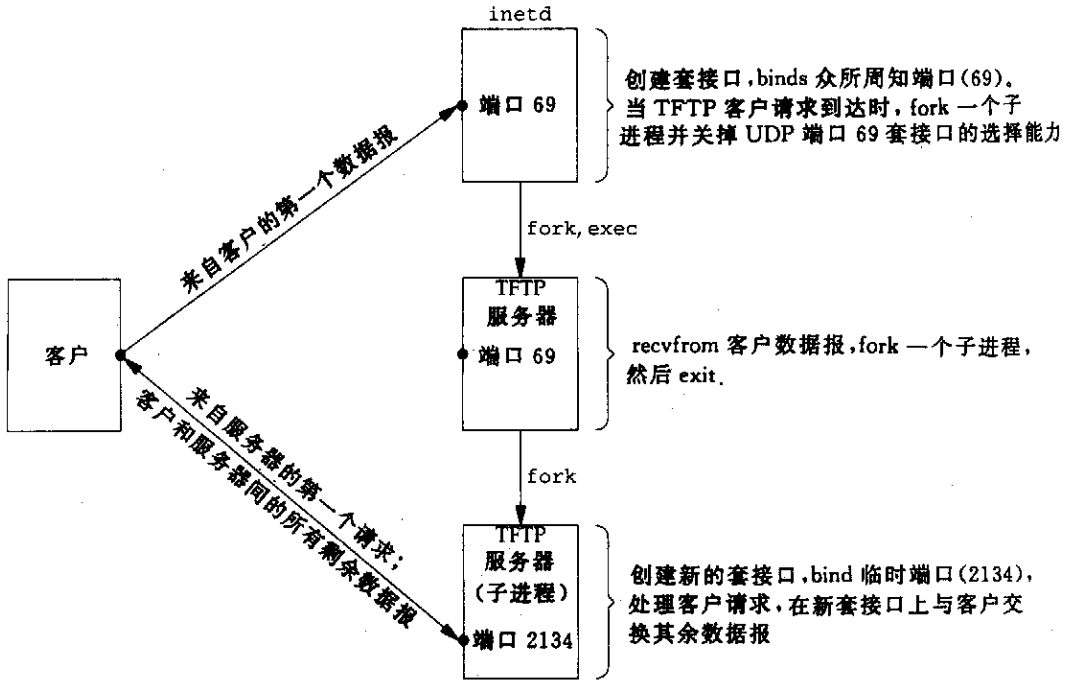 inetd
端口 69
创建套接口,binds 众所周知端口(69)。
当 TFTP 客户请求到达时,fork 一个子
进程并关掉 UDP 端口 69 套接口的选择能力
来自客户的第一个数据报
fork,exec
客户
TFTP
服务器
端口 69
recvfrom 客户数据报,fork 一个子进程,
然后 exit.
来自服务器的第一个请求;
客户和服务器间的所有剩余数据报
fork
TFTP
服务器
(子进程)
端口 2134
创建新的套接口,bind 临时端口(2134),
处理客户请求,在新套接口上与客户交
换其余数据报